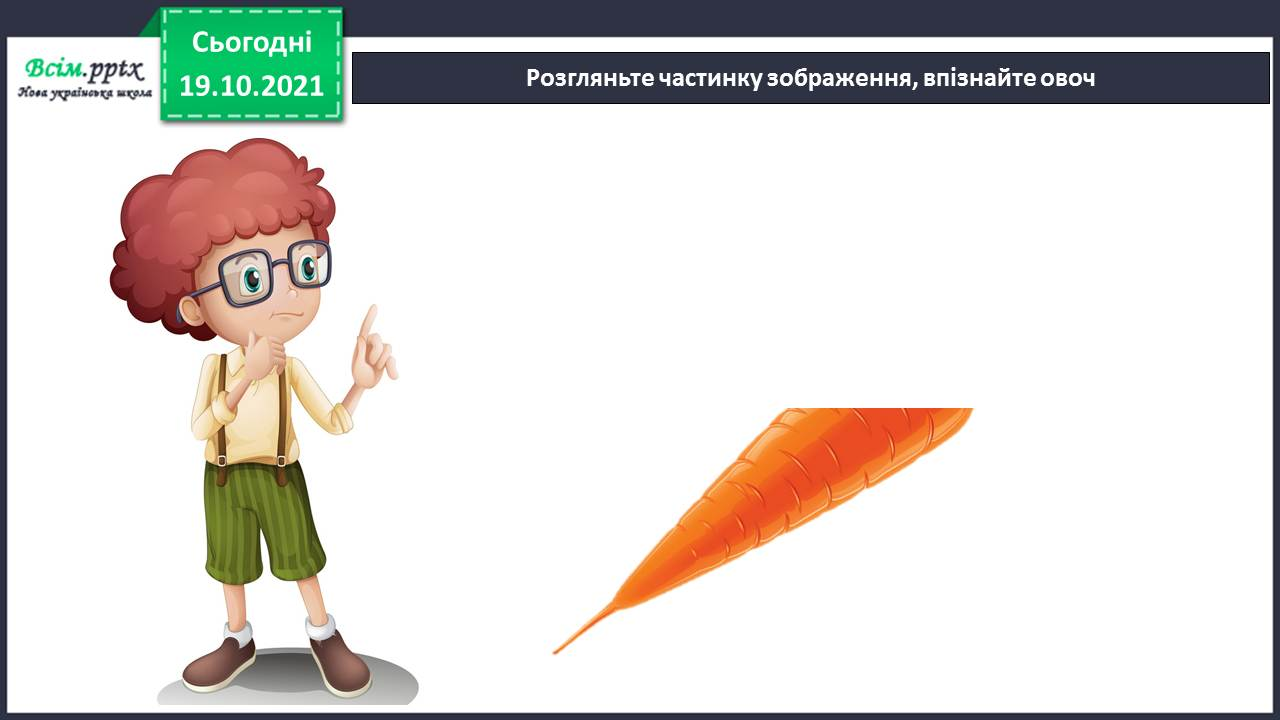 Всім.pptx
Нова українська школа
Сьогодні
19.10.2021
Розгляньте частинку зображення, впізнайте овоч